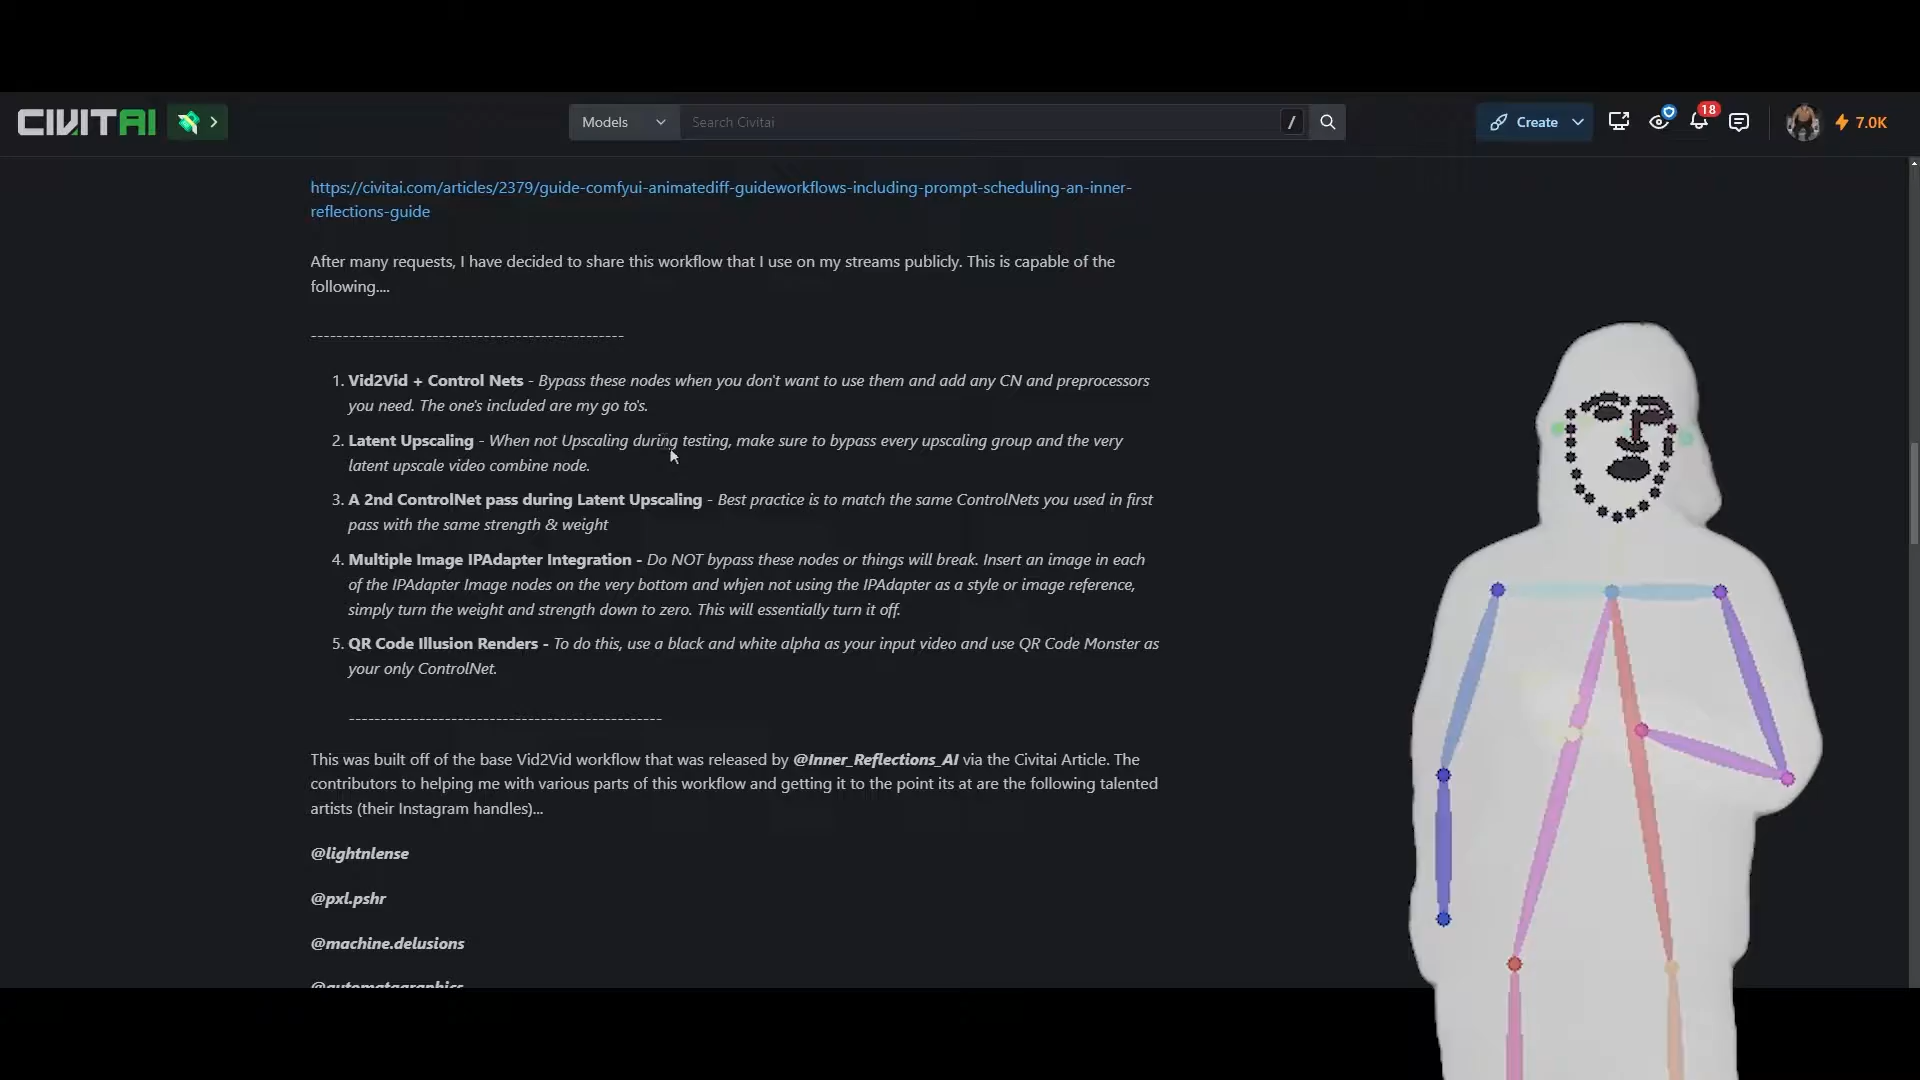 CIVITAI
Models
Search Civitai
/
Create
18
7.0K
https://civitai.com/articles/2379/guide-comfyui-animatediff-guideworkflows-including-prompt-scheduling-an-inner-
reflections-guide
After many requests, I have decided to share this workflow that I use on my streams publicly. This is capable of the
following....
-------------------------------------------------
1. Vid2Vid + Control Nets - Bypass these nodes when you don't want to use them and add any CN and preprocessors
you need. The one's included are my go to's.
2. Latent Upscaling - When not Upscaling during testing, make sure to bypass every upscaling group and the very
latent upscale video combine node.
3. A 2nd ControlNet pass during Latent Upscaling - Best practice is to match the same ControlNets you used in first
pass with the same strength & weight
4. Multiple Image IPAdapter Integration - Do NOT bypass these nodes or things will break. Insert an image in each
of the IPAdapter Image nodes on the very bottom and whjen not using the IPAdapter as a style or image reference,
simply turn the weight and strength down to zero. This will essentially turn it off.
5. QR Code Illusion Renders - To do this, use a black and white alpha as your input video and use QR Code Monster as
your only ControlNet.
-------------------------------------------------
This was built off of the base Vid2Vid workflow that was released by @Inner_Reflections_AI via the Civitai Article. The
contributors to helping me with various parts of this workflow and getting it to the point its at are the following talented
artists (their Instagram handles)...
@lightnlense
@pxl.pshr
@machine.delusions
@automatagraphics